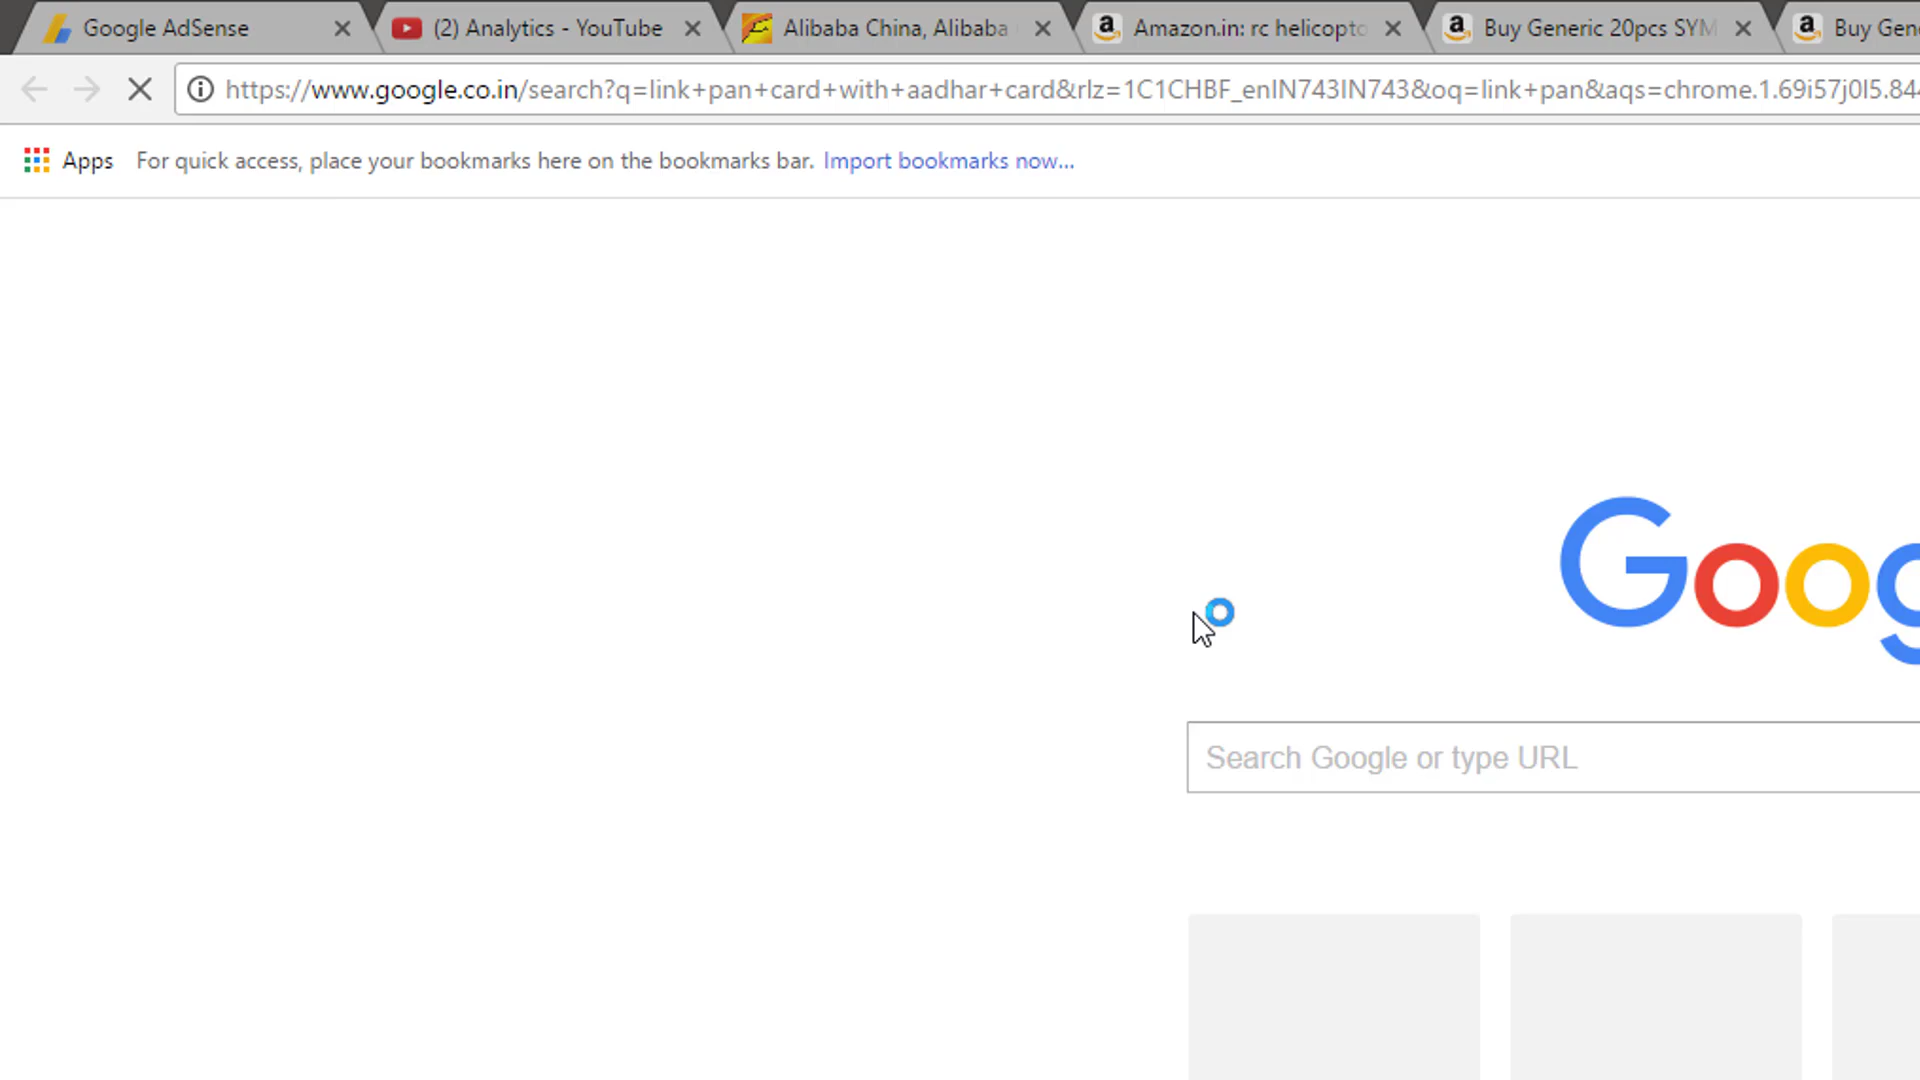 Google AdSense
(2) Analytics - YouTube
Alibaba China, Alibaba
Amazon.in: rc helicopto
Buy Generic 20pcs SYM
Buy Gen
https://www.google.co.in/search?q=link+pan+card+with+aadhar+card&rlz=1C1CHBF_enIN743IN743&oq=link+pan&aqs=chrome.1.69i57j0l5.844
Apps For quick access, place your bookmarks here on the bookmarks bar. Import bookmarks now...
Goog
Search Google or type URL